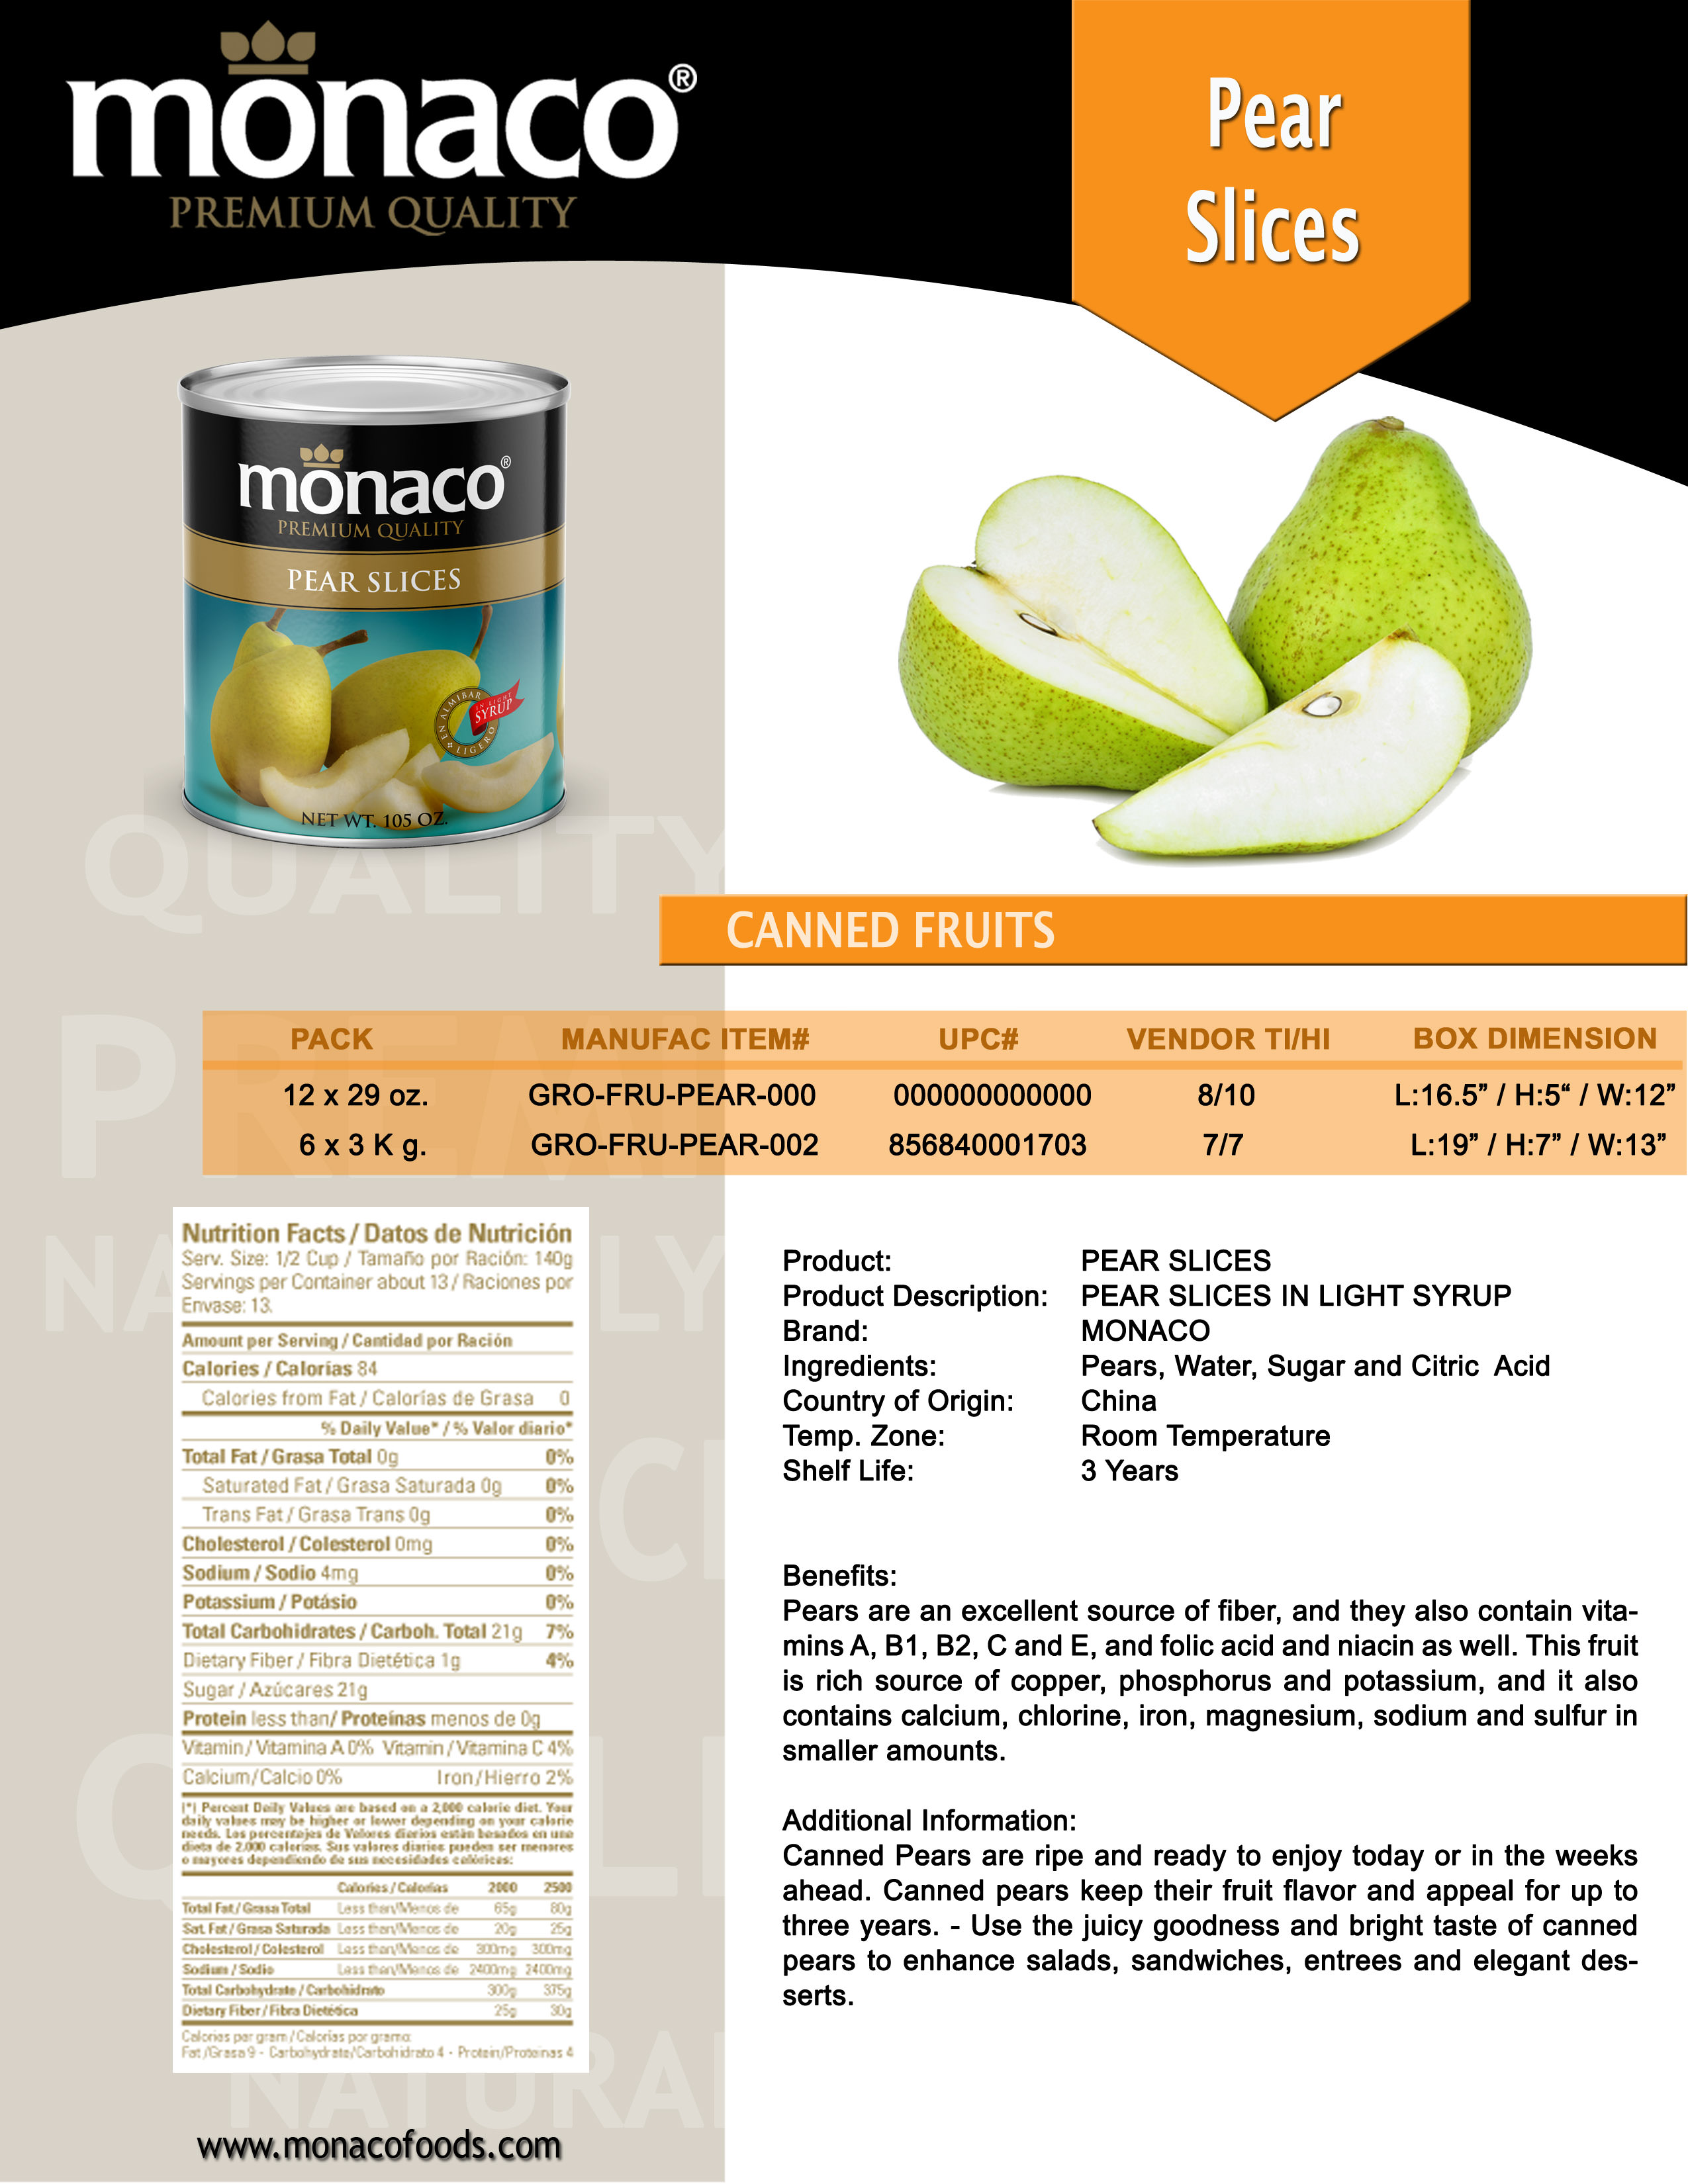 monaco®
PREMIUM QUALITY
Pear
Slices
monaco®
PREMIUM QUALITY
PEAR SLICES
EN ALMIBAR
LIGERO
IN LIGHT
SYRUP
NET WT. 105 OZ.
QUALITY
CANNED FRUITS
PACK MANUFAC ITEM# UPC# VENDOR TI/HI BOX DIMENSION
12 x 29 oz. GRO-FRU-PEAR-000 000000000000 8/10 L:16.5” / H:5“ / W:12”
6 x 3 K g. GRO-FRU-PEAR-002 856840001703 7/7 L:19” / H:7” / W:13”
Nutrition Facts / Datos de Nutrición
Serv. Size: 1/2 Cup / Tamaño por Ración: 140g
Servings per Container about 13 / Raciones por
Envase: 13.
Amount per Serving / Cantidad por Ración
Calories / Calorías 84
Calories from Fat / Calorías de Grasa 0
% Daily Value* / % Valor diario*
Total Fat / Grasa Total 0g 0%
Saturated Fat / Grasa Saturada 0g 0%
Trans Fat / Grasa Trans 0g 0%
Cholesterol / Colesterol 0mg 0%
Sodium / Sodio 4mg 0%
Potassium / Potásio 0%
Total Carbohidrates / Carboh. Total 21g 7%
Dietary Fiber / Fibra Dietética 1g 4%
Sugar / Azúcares 21g
Protein less than/ Proteínas menos de 0g
Vitamin / Vitamina A 0% Vitamin / Vitamina C 4%
Calcium/Calcio 0% Iron/Hierro 2%
(*) Percent Daily Values are based on a 2,000 calorie diet. Your
daily values may be higher or lower depending on your calorie
needs. Los porcentajes de Valores diarios están basados en una
dieta de 2.000 calorías. Sus valores diarios pueden ser menores
o mayores dependiendo de sus necesidades calóricas:
Calories / Calorias 2000 2500
Total Fat / Grasa Total Less than/Menos de 65g 80g
Sat. Fat / Grasa Saturada Less than/Menos de 20g 25g
Cholesterol / Colesterol Less than/Menos de 300mg 300mg
Sodium / Sodio Less than/Menos de 2400mg 2400mg
Total Carbohydrate / Carbohidrato 300g 375g
Dietary Fiber / Fibra Dietética 25g 30g
Calories per gram / Calorías por gramo:
Fat /Grasa 9 - Carbohydrate/Carbohidrato 4 - Protein/Proteinas 4
Product: PEAR SLICES
Product Description: PEAR SLICES IN LIGHT SYRUP
Brand: MONACO
Ingredients: Pears, Water, Sugar and Citric Acid
Country of Origin: China
Temp. Zone: Room Temperature
Shelf Life: 3 Years
Benefits:
Pears are an excellent source of fiber, and they also contain vita-
mins A, B1, B2, C and E, and folic acid and niacin as well. This fruit
is rich source of copper, phosphorus and potassium, and it also
contains calcium, chlorine, iron, magnesium, sodium and sulfur in
smaller amounts.
Additional Information:
Canned Pears are ripe and ready to enjoy today or in the weeks
ahead. Canned pears keep their fruit flavor and appeal for up to
three years. - Use the juicy goodness and bright taste of canned
pears to enhance salads, sandwiches, entrees and elegant des-
serts.
NATURAL
www.monacofoods.com